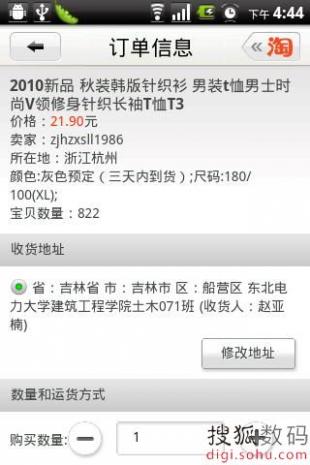 下午 4:44
订单信息
« 淘
2010新品 秋装韩版针织衫 男装t恤男士时
尚V领修身针织长袖T恤T3
价格：21.90元
卖家：zjhzxsll1986
所在地：浙江杭州
颜色:灰色预定（三天内到货）;尺码:180/
100(XL);
宝贝数量：822
收货地址
省：吉林省 市：吉林市 区：船营区 东北电
力大学建筑工程学院土木071班 (收货人：赵亚
楠)
修改地址
数量和运货方式
购买数量: − 1 +
搜狐数码
digi.sohu.com